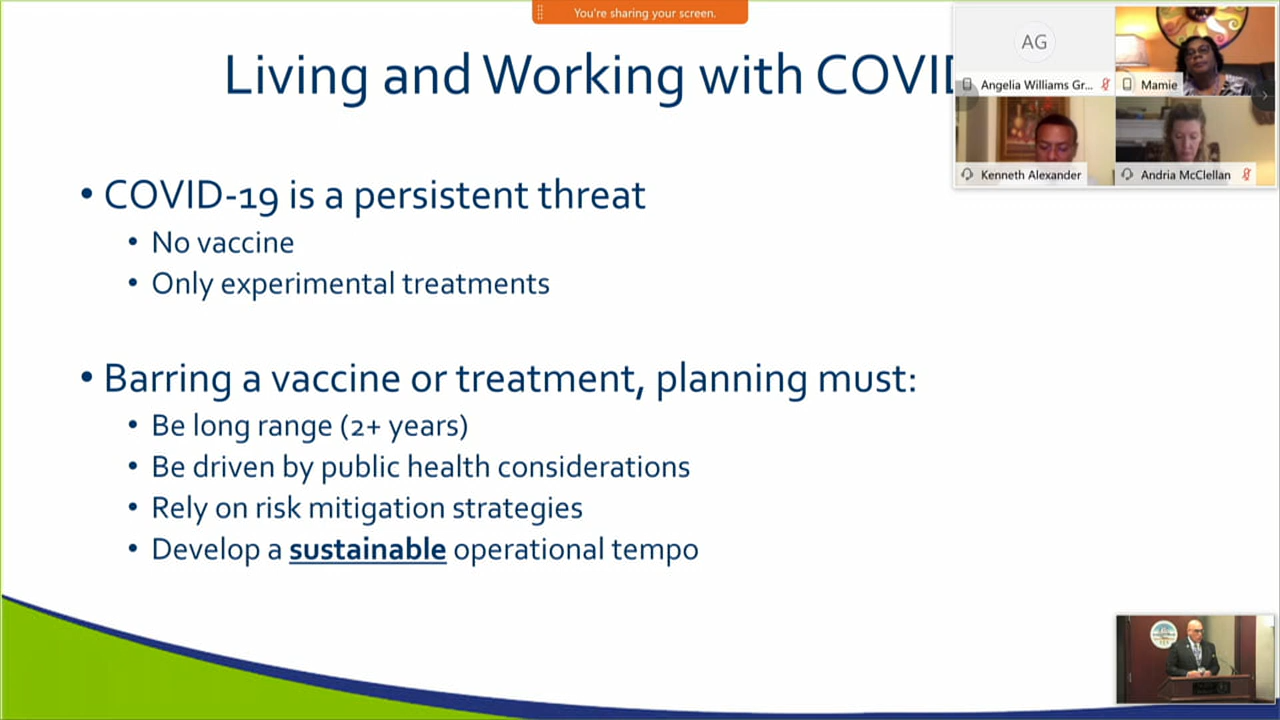 You're sharing your screen.
Living and Working with COVID
AG
Angelia Williams Gr...
Mamie
Kenneth Alexander
Andria McClellan
• COVID-19 is a persistent threat
• No vaccine
• Only experimental treatments
• Barring a vaccine or treatment, planning must:
• Be long range (2+ years)
• Be driven by public health considerations
• Rely on risk mitigation strategies
• Develop a sustainable operational tempo